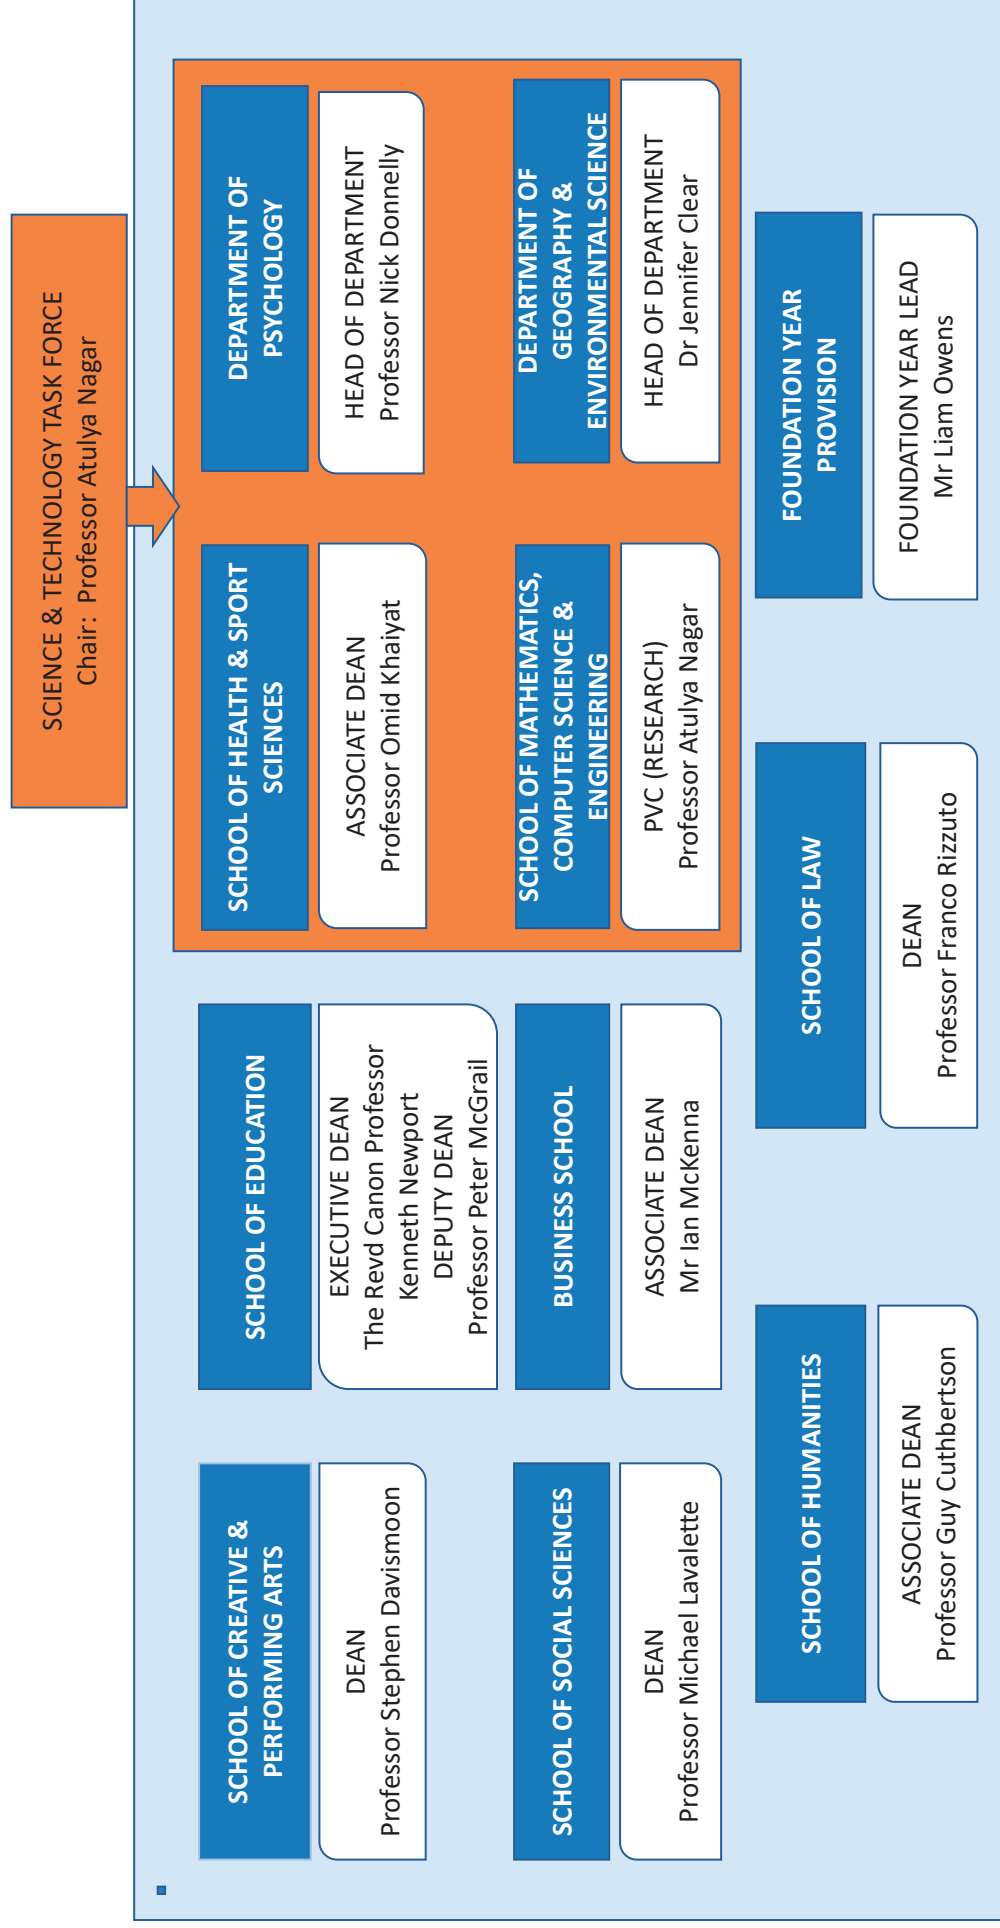 SCIENCE & TECHNOLOGY TASK FORCE
Chair:  Professor Atulya Nagar
SCHOOL OF CREATIVE &
PERFORMING ARTS
DEAN
Professor Stephen Davismoon
SCHOOL OF EDUCATION
EXECUTIVE DEAN
The Revd Canon Professor
Kenneth Newport
DEPUTY DEAN
Professor Peter McGrail
SCHOOL OF HEALTH & SPORT
SCIENCES
ASSOCIATE DEAN
Professor Omid Khaiyat
DEPARTMENT OF
PSYCHOLOGY
HEAD OF DEPARTMENT
Professor Nick Donnelly
SCHOOL OF SOCIAL SCIENCES
DEAN
Professor Michael Lavalette
BUSINESS SCHOOL
ASSOCIATE DEAN
Mr Ian McKenna
SCHOOL OF MATHEMATICS,
COMPUTER SCIENCE &
ENGINEERING
PVC (RESEARCH)
Professor Atulya Nagar
DEPARTMENT OF
GEOGRAPHY &
ENVIRONMENTAL SCIENCE
HEAD OF DEPARTMENT
Dr Jennifer Clear
SCHOOL OF HUMANITIES
ASSOCIATE DEAN
Professor Guy Cuthbertson
SCHOOL OF LAW
DEAN
Professor Franco Rizzuto
FOUNDATION YEAR
PROVISION
FOUNDATION YEAR LEAD
Mr Liam Owens